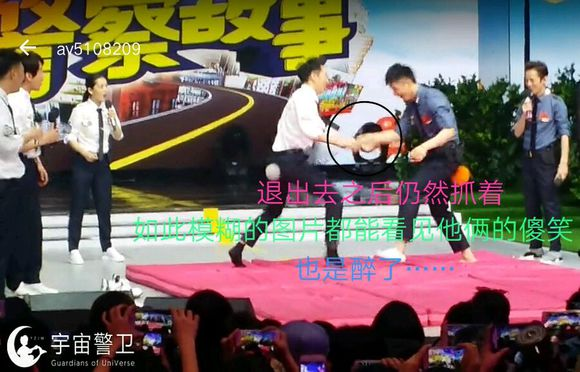 警察故事
av5108209
退出去之后仍然抓着
如此模糊的图片都能看见他俩的傻笑
也是醉了……
宇宙警卫
Guardians of UniVerse